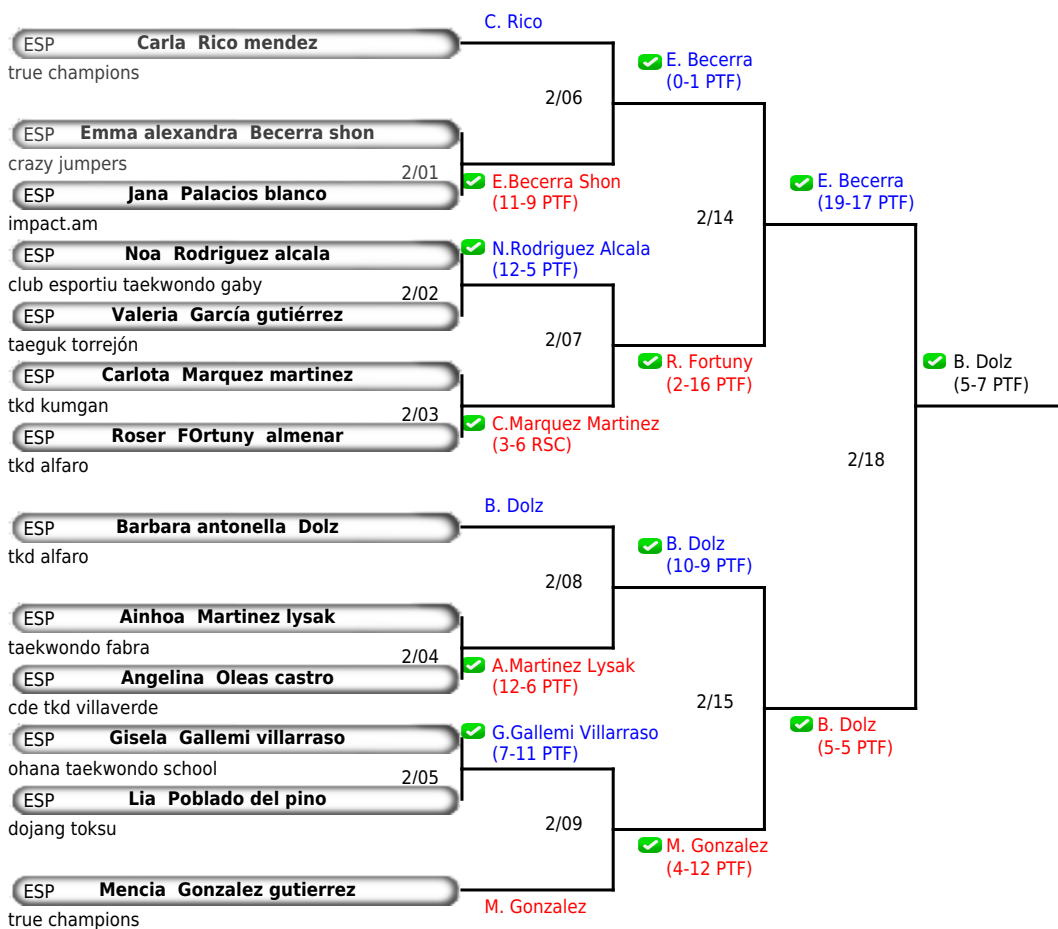 C. Rico
ESP Carla Rico mendez
true champions
E. Becerra
(0-1 PTF)
2/06
ESP Emma alexandra Becerra shon
crazy jumpers
2/01
E.Becerra Shon
(11-9 PTF)
ESP Jana Palacios blanco
impact.am
E. Becerra
(19-17 PTF)
2/14
ESP Noa Rodriguez alcala
club esportiu taekwondo gaby
N.Rodriguez Alcala
(12-5 PTF)
2/02
ESP Valeria García gutiérrez
taeguk torrejón
2/07
R. Fortuny
(2-16 PTF)
ESP Carlota Marquez martinez
tkd kumgan
2/03
C.Marquez Martinez
(3-6 RSC)
ESP Roser FOrtuny almenar
tkd alfaro
B. Dolz
(5-7 PTF)
2/18
B. Dolz
ESP Barbara antonella Dolz
tkd alfaro
B. Dolz
(10-9 PTF)
2/08
ESP Ainhoa Martinez lysak
taekwondo fabra
2/04
A.Martinez Lysak
(12-6 PTF)
ESP Angelina Oleas castro
cde tkd villaverde
2/15
B. Dolz
(5-5 PTF)
ESP Gisela Gallemi villarraso
ohana taekwondo school
G.Gallemi Villarraso
(7-11 PTF)
2/05
ESP Lia Poblado del pino
dojang toksu
2/09
M. Gonzalez
(4-12 PTF)
ESP Mencia Gonzalez gutierrez
true champions
M. Gonzalez